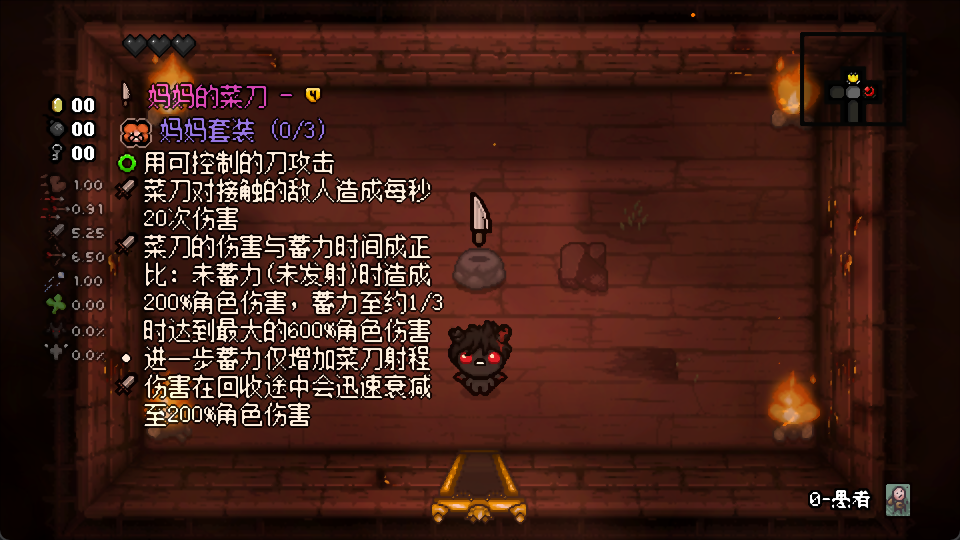 妈妈的菜刀 - 4
妈妈套装 (0/3)
用可控制的刀攻击
菜刀对接触的敌人造成每秒
20次伤害
菜刀的伤害与蓄力时间成正
比：未蓄力(未发射)时造成
200%角色伤害，蓄力至约1/3
时达到最大的600%角色伤害
进一步蓄力仅增加菜刀射程
伤害在回收途中会迅速衰减
至200%角色伤害
00
00
00
1.00
-0.91
5.25
6.50
1.00
0.00
0.0%
0.0%
0-愚者